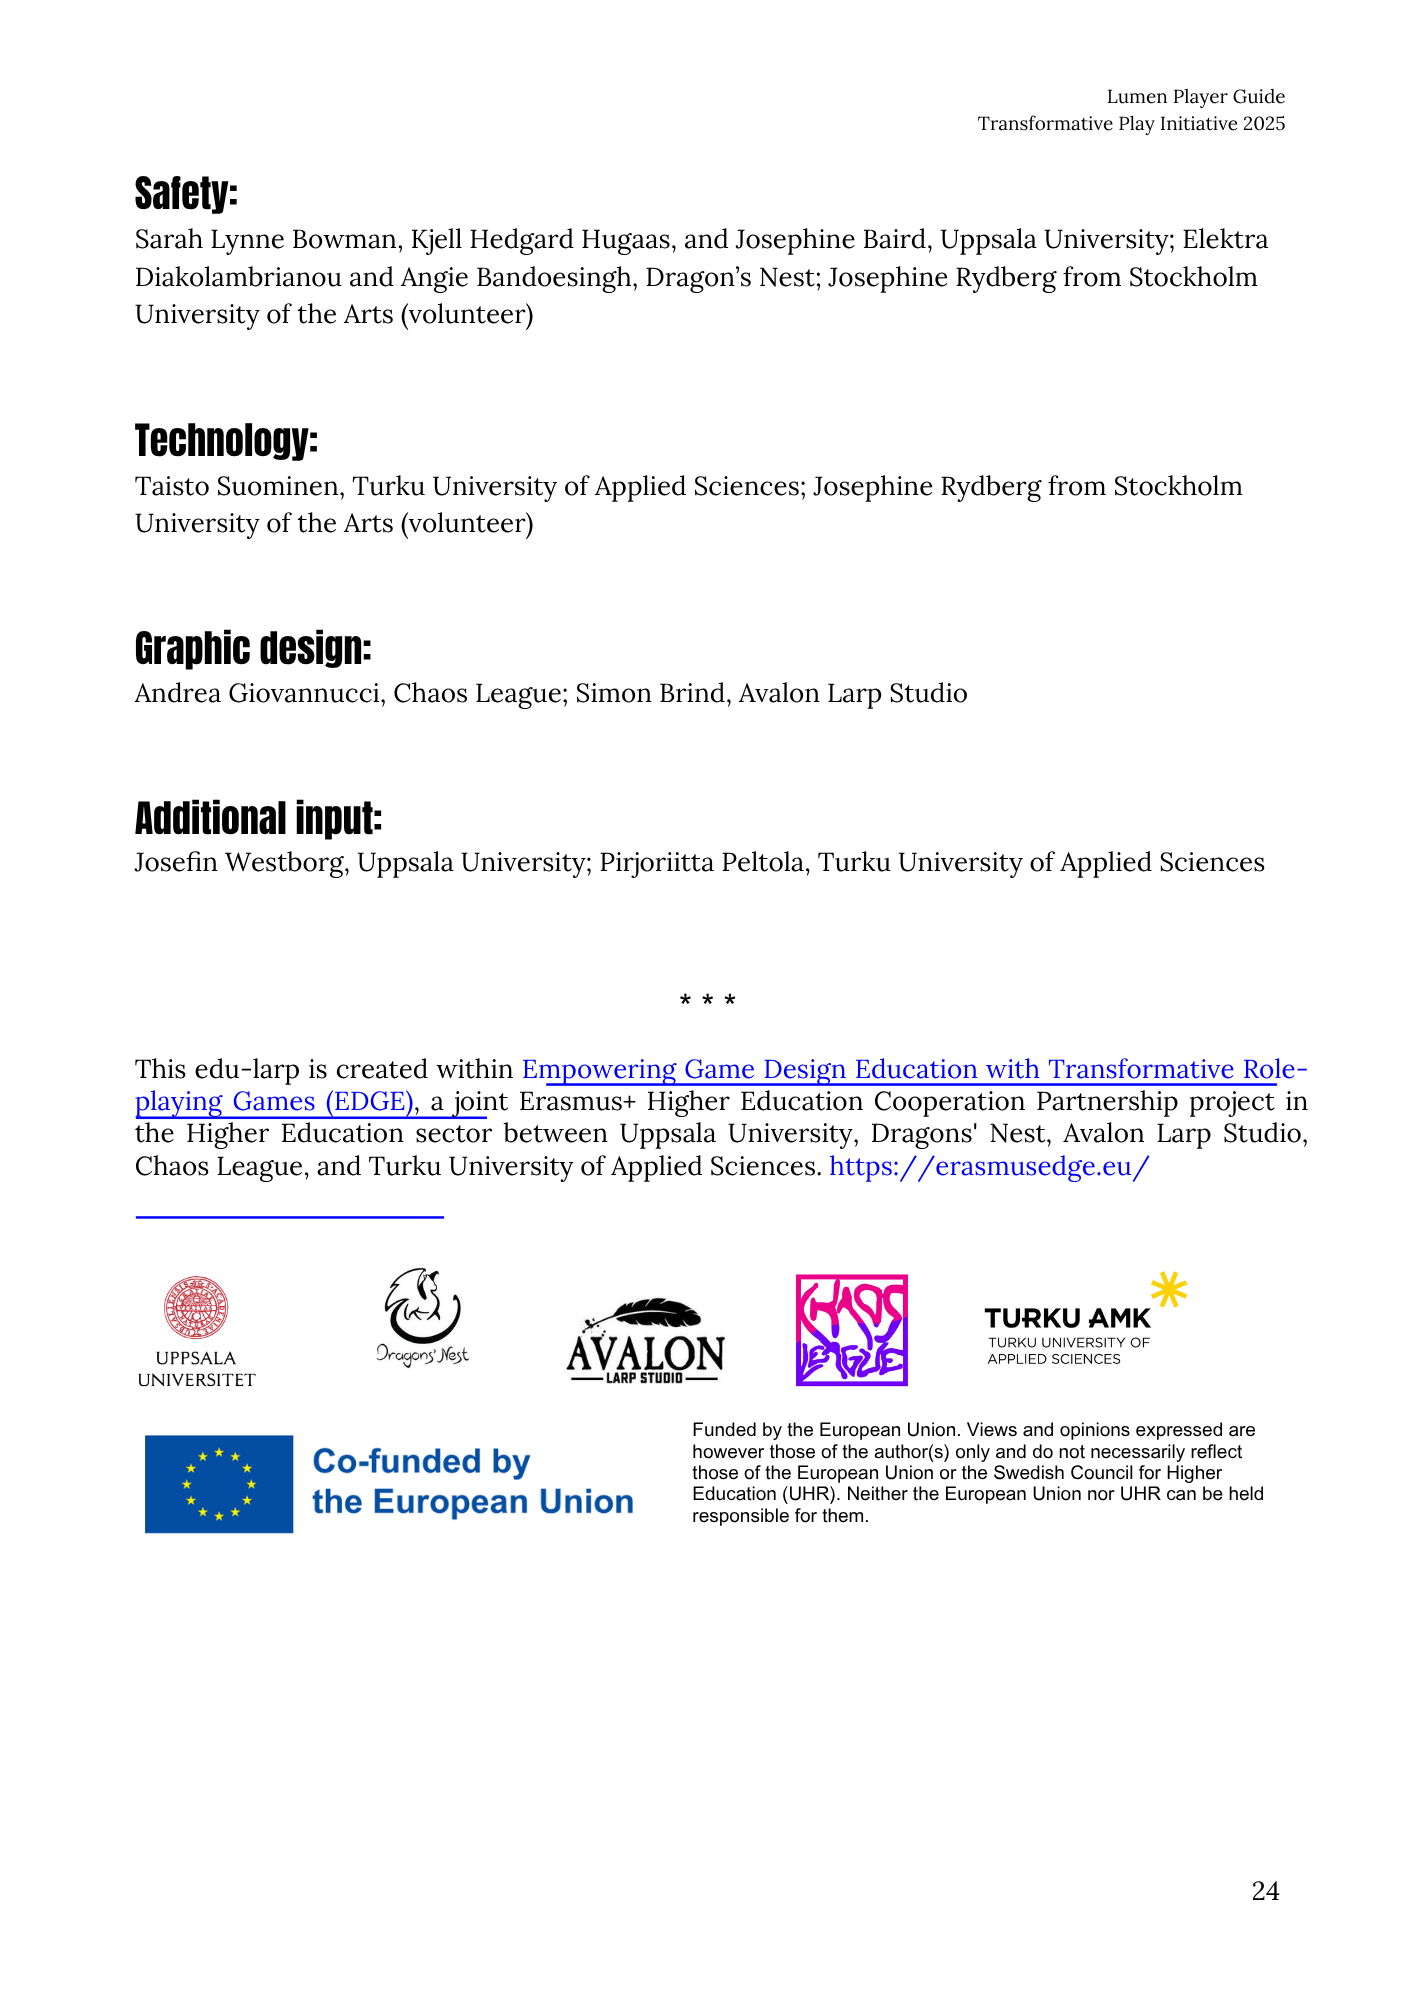 Lumen Player Guide
Transformative Play Initiative 2025
Safety:
Sarah Lynne Bowman, Kjell Hedgard Hugaas, and Josephine Baird, Uppsala University; Elektra
Diakolambrianou and Angie Bandoesingh, Dragon’s Nest; Josephine Rydberg from Stockholm
University of the Arts (volunteer)
Technology:
Taisto Suominen, Turku University of Applied Sciences; Josephine Rydberg from Stockholm
University of the Arts (volunteer)
Graphic design:
Andrea Giovannucci, Chaos League; Simon Brind, Avalon Larp Studio
Additional input:
Josefin Westborg, Uppsala University; Pirjoriitta Peltola, Turku University of Applied Sciences
* * *
This edu-larp is created within Empowering Game Design Education with Transformative Role-
playing Games (EDGE), a joint Erasmus+ Higher Education Cooperation Partnership project in
the Higher Education sector between Uppsala University, Dragons' Nest, Avalon Larp Studio,
Chaos League, and Turku University of Applied Sciences. https://erasmusedge.eu/
UPPSALA
UNIVERSITET
Dragons' Nest
AVALON
LARP STUDIO
CHAOS
LEAGUE
TURKU AMK
TURKU UNIVERSITY OF
APPLIED SCIENCES
Co-funded by
the European Union
Funded by the European Union. Views and opinions expressed are
however those of the author(s) only and do not necessarily reflect
those of the European Union or the Swedish Council for Higher
Education (UHR). Neither the European Union nor UHR can be held
responsible for them.
24